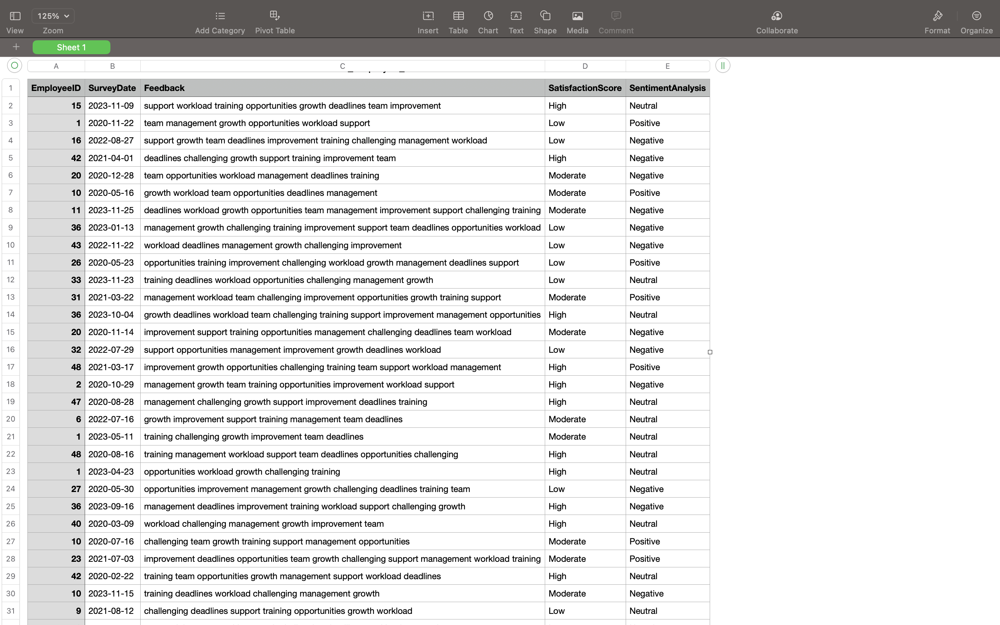 View 125% Zoom Add Category Pivot Table Insert Table Chart Text Shape Media Comment Collaborate Format Organize
Sheet 1
A B C D E
1 EmployeeID SurveyDate Feedback SatisfactionScore SentimentAnalysis
2 15 2023-11-09 support workload training opportunities growth deadlines team improvement High Neutral
3 1 2020-11-22 team management growth opportunities workload support Low Positive
4 16 2022-08-27 support growth team deadlines improvement training challenging management workload Low Negative
5 42 2021-04-01 deadlines challenging growth support training improvement team High Negative
6 20 2020-12-28 team opportunities workload management deadlines training Moderate Negative
7 10 2020-05-16 growth workload team opportunities deadlines management Moderate Positive
8 11 2023-11-25 deadlines workload growth opportunities team management improvement support challenging training Moderate Negative
9 36 2023-01-13 management growth challenging training improvement support team deadlines opportunities workload Low Negative
10 43 2022-11-22 workload deadlines management growth challenging improvement Low Negative
11 26 2020-05-23 opportunities training improvement challenging workload growth management deadlines support Low Positive
12 33 2023-11-23 training deadlines workload opportunities challenging management growth Low Neutral
13 31 2021-03-22 management workload team challenging improvement opportunities growth training support Moderate Positive
14 36 2023-10-04 growth deadlines workload team challenging training support improvement management opportunities High Neutral
15 20 2020-11-14 improvement support training opportunities management challenging deadlines team workload Moderate Negative
16 32 2022-07-29 support opportunities management improvement growth deadlines workload Low Negative
17 48 2021-03-17 improvement growth opportunities challenging training team support workload management High Positive
18 2 2020-10-29 management growth team training opportunities improvement workload support High Negative
19 47 2020-08-28 management challenging growth support improvement deadlines training High Neutral
20 6 2022-07-16 growth improvement support training management team deadlines Moderate Neutral
21 1 2023-05-11 training challenging growth improvement team deadlines Moderate Neutral
22 48 2020-08-16 training management workload support team deadlines opportunities challenging High Neutral
23 1 2023-04-23 opportunities workload growth challenging training High Neutral
24 27 2020-05-30 opportunities improvement management growth challenging deadlines training team Low Negative
25 36 2023-09-16 management deadlines improvement training workload support challenging growth High Negative
26 40 2020-03-09 workload challenging management growth improvement team High Neutral
27 10 2020-07-16 challenging team growth training support management opportunities Moderate Positive
28 23 2021-07-03 improvement deadlines opportunities team growth challenging support management workload training Moderate Positive
29 42 2020-02-22 training team opportunities growth management support workload deadlines High Neutral
30 10 2023-11-15 training deadlines workload challenging management growth Moderate Negative
31 9 2021-08-12 challenging deadlines support training opportunities growth workload Low Neutral